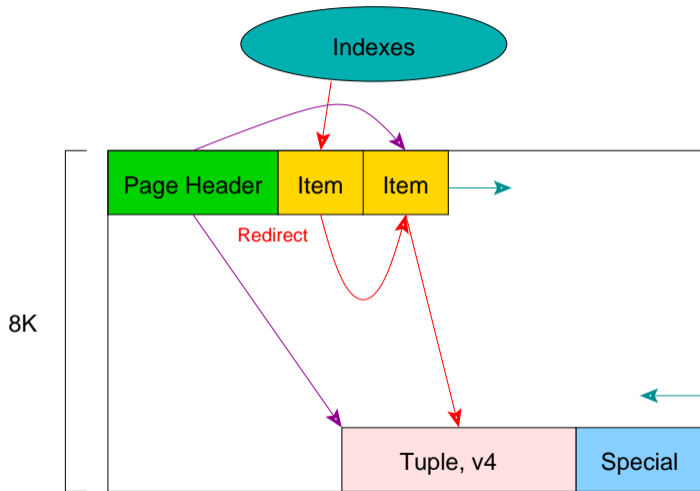 Indexes
Page Header
Item
Item
Redirect
8K
Tuple, v4
Special